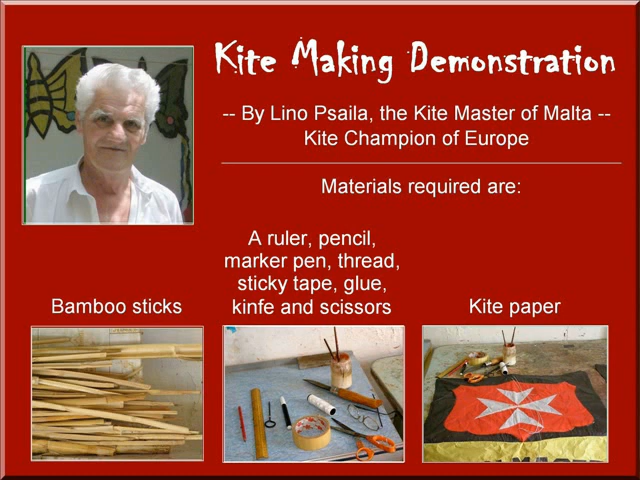 Kite Making Demonstration
-- By Lino Psaila, the Kite Master of Malta --
Kite Champion of Europe
Materials required are:
Bamboo sticks
A ruler, pencil,
marker pen, thread,
sticky tape, glue,
kinfe and scissors
Kite paper